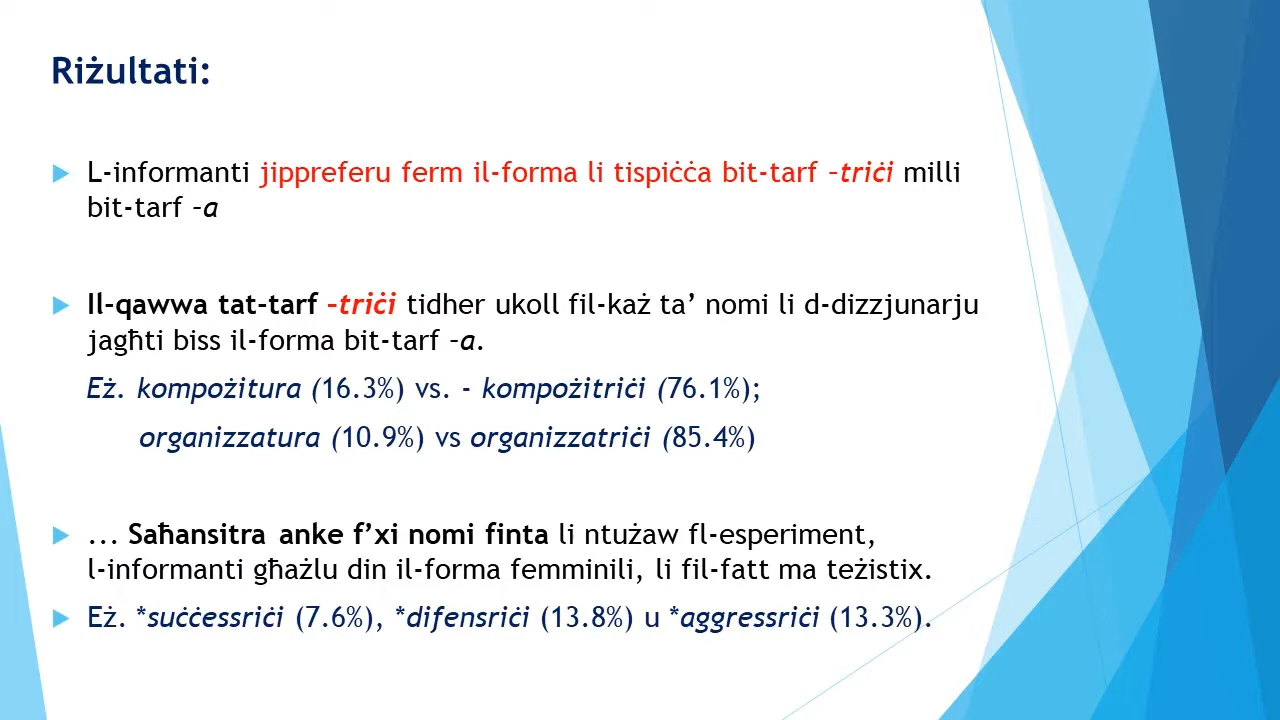 Riżultati:
L-informanti jippreferu ferm il-forma li tispiċċa bit-tarf –triċi milli
bit-tarf –a
Il-qawwa tat-tarf –triċi tidher ukoll fil-każ ta’ nomi li d-dizzjunarju
jagħti biss il-forma bit-tarf –a.
Eż. kompożitura (16.3%) vs. - kompożitriċi (76.1%);
organizzatura (10.9%) vs organizzatriċi (85.4%)
... Saħansitra anke f’xi nomi finta li ntużaw fl-esperiment,
l-informanti għażlu din il-forma femminili, li fil-fatt ma teżistix.
Eż. *suċċessriċi (7.6%), *difensriċi (13.8%) u *aggressriċi (13.3%).